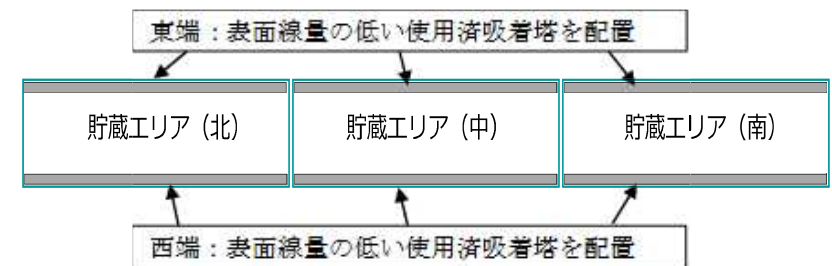 東端：表面線量の低い使用済吸着塔を配置
貯蔵エリア（北）
貯蔵エリア（中）
貯蔵エリア（南）
西端：表面線量の低い使用済吸着塔を配置